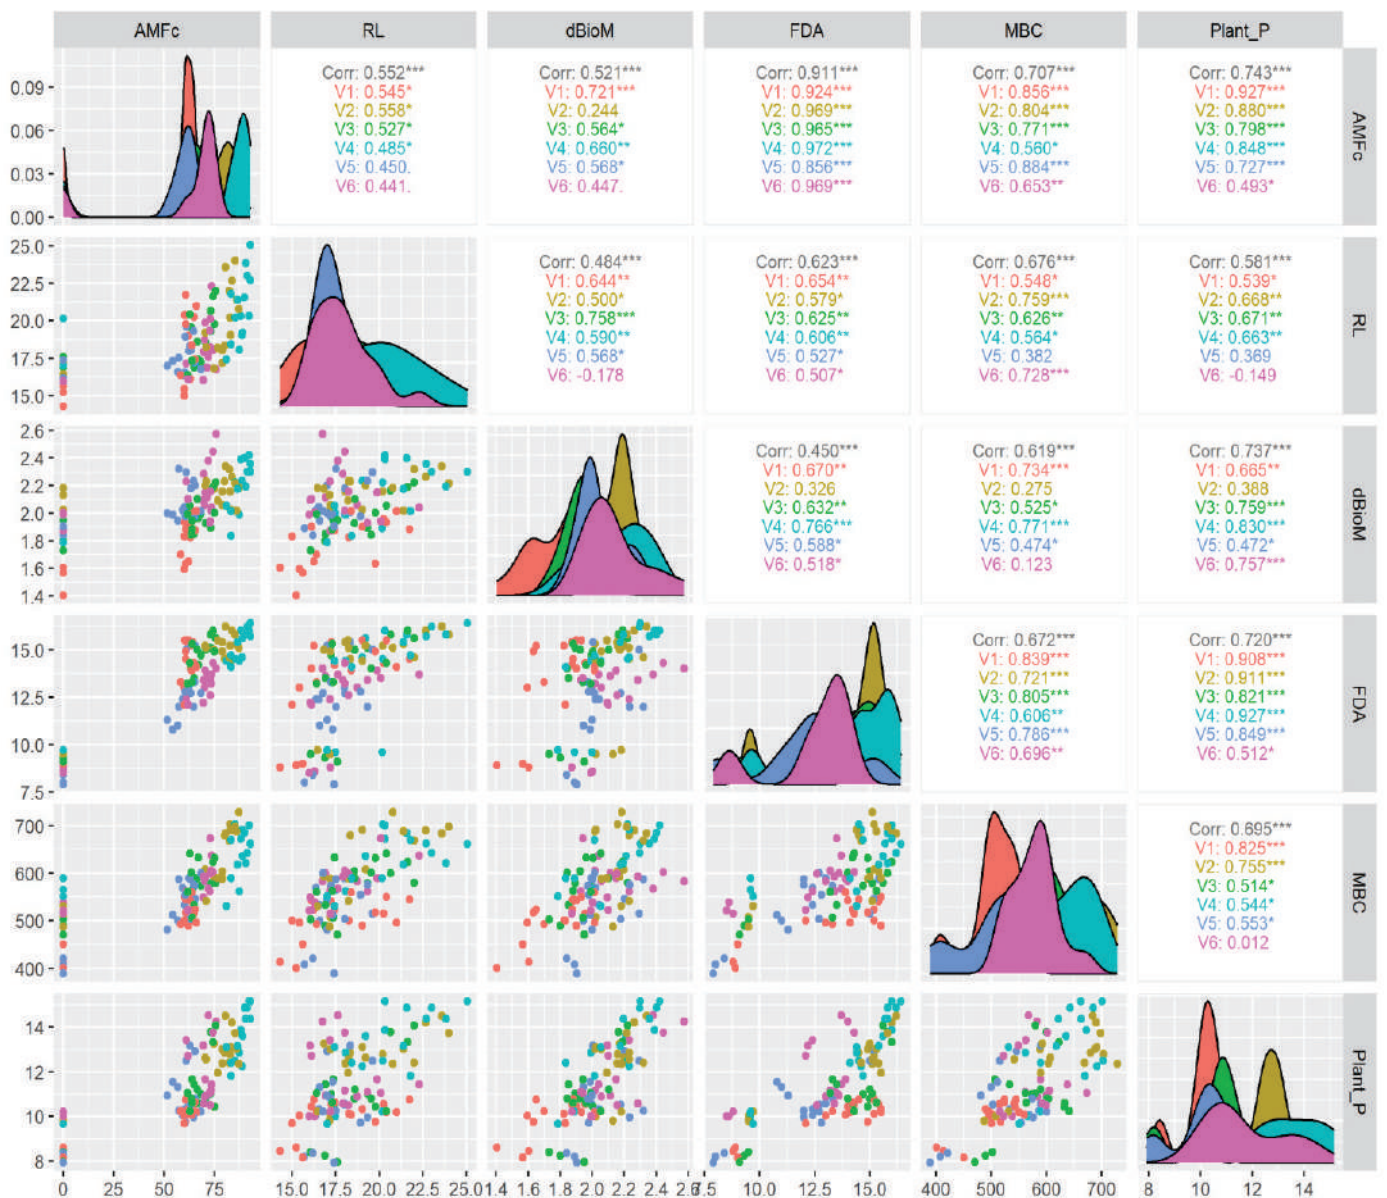 AMFc RL dBioM FDA MBC Plant_P
Corr: 0.552***
V1: 0.545*
V2: 0.558*
V3: 0.527*
V4: 0.485*
V5: 0.450.
V6: 0.441.
Corr: 0.521***
V1: 0.721***
V2: 0.244
V3: 0.564*
V4: 0.660**
V5: 0.568*
V6: 0.447.
Corr: 0.911***
V1: 0.924***
V2: 0.969***
V3: 0.965***
V4: 0.972***
V5: 0.856***
V6: 0.969***
Corr: 0.707***
V1: 0.856***
V2: 0.804***
V3: 0.771***
V4: 0.560*
V5: 0.884***
V6: 0.653**
Corr: 0.743***
V1: 0.927***
V2: 0.880***
V3: 0.798***
V4: 0.848***
V5: 0.727***
V6: 0.493*
AMFc
0.09
0.06
0.03
0.00
Corr: 0.484***
V1: 0.644**
V2: 0.500*
V3: 0.758***
V4: 0.590**
V5: 0.568*
V6: -0.178
Corr: 0.623***
V1: 0.654**
V2: 0.579*
V3: 0.625**
V4: 0.606**
V5: 0.527*
V6: 0.507*
Corr: 0.676***
V1: 0.548*
V2: 0.759***
V3: 0.626**
V4: 0.564*
V5: 0.382
V6: 0.728***
Corr: 0.581***
V1: 0.539*
V2: 0.668**
V3: 0.671**
V4: 0.663**
V5: 0.369
V6: -0.149
RL
25.0
22.5
20.0
17.5
15.0
Corr: 0.450***
V1: 0.670**
V2: 0.326
V3: 0.632**
V4: 0.766***
V5: 0.588*
V6: 0.518*
Corr: 0.619***
V1: 0.734***
V2: 0.275
V3: 0.525*
V4: 0.771***
V5: 0.474*
V6: 0.123
Corr: 0.737***
V1: 0.665**
V2: 0.388
V3: 0.759***
V4: 0.830***
V5: 0.472*
V6: 0.757***
dBioM
2.6
2.4
2.2
2.0
1.8
1.6
1.4
Corr: 0.672***
V1: 0.839***
V2: 0.721***
V3: 0.805***
V4: 0.606**
V5: 0.786***
V6: 0.696**
Corr: 0.720***
V1: 0.908***
V2: 0.911***
V3: 0.821***
V4: 0.927***
V5: 0.849***
V6: 0.512*
FDA
15.0
12.5
10.0
7.5
Corr: 0.695***
V1: 0.825***
V2: 0.755***
V3: 0.514*
V4: 0.544*
V5: 0.553*
V6: 0.012
MBC
700
600
500
400
Plant_P
14
12
10
8
0 25 50 75 15.0 17.5 20.0 22.5 25.0 1.4 1.6 1.8 2.0 2.2 2.4 2.6 7.5 10.0 12.5 15.0 400 500 600 700 8 10 12 14